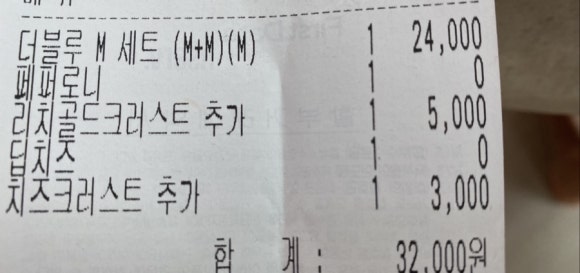 더블루 M 세트 (M+M)(M) 1 24,000
페퍼로니 1 0
리치골드크러스트 추가 1 5,000
딥치즈 1 0
치즈크러스트 추가 1 3,000
합 계 : 32,000원